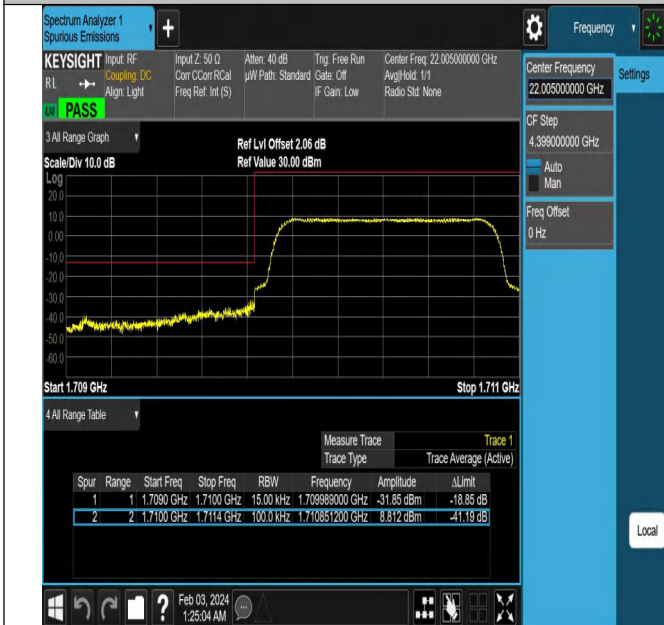 Spectrum Analyzer 1
Spurious Emissions
+
Frequency
KEYSIGHT
RL
Align: Light
Input: RF
Coupling: DC
Input Z: 50 Ω
Corr CCorr RCal
Freq Ref: Int (S)
Atten: 40 dB
µW Path: Standard
Trig: Free Run
Gate: Off
IF Gain: Low
Center Freq: 22.005000000 GHz
Avg|Hold: 1/1
Radio Std: None
PASS
Center Frequency
22.005000000 GHz
Settings
CF Step
4.399000000 GHz
Auto
Man
Freq Offset
0 Hz
3 All Range Graph
Scale/Div 10.0 dB
Ref Lvl Offset 2.06 dB
Ref Value 30.00 dBm
Log
20.0
10.0
0.00
-10.0
-20.0
-30.0
-40.0
-50.0
-60.0
Start 1.709 GHz
Stop 1.711 GHz
4 All Range Table
Measure Trace Trace 1
Trace Type Trace Average (Active)
Spur Range Start Freq Stop Freq RBW Frequency Amplitude ΔLimit
1 1 1.7090 GHz 1.7100 GHz 15.00 kHz 1.709989000 GHz -31.85 dBm -18.85 dB
2 2 1.7100 GHz 1.7114 GHz 100.0 kHz 1.710851200 GHz 8.812 dBm -41.19 dB
Local
?
Feb 03, 2024
1:25:04 AM